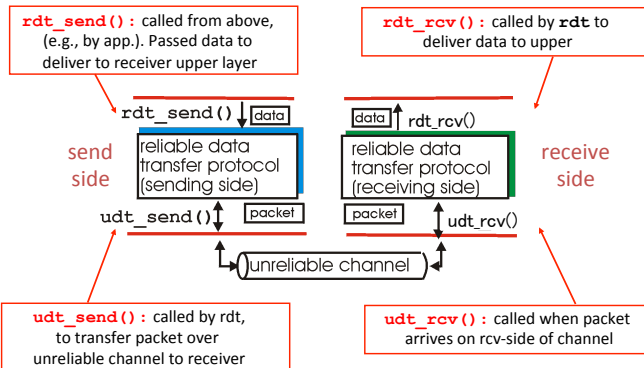 rdt_send(): called from above,
(e.g., by app.). Passed data to
deliver to receiver upper layer
rdt_rcv(): called by rdt to
deliver data to upper
rdt_send()
data
data
rdt_rcv()
send
side
reliable data
transfer protocol
(sending side)
reliable data
transfer protocol
(receiving side)
receive
side
udt_send()
packet
packet
udt_rcv()
unreliable channel
udt_send(): called by rdt,
to transfer packet over
unreliable channel to receiver
udt_rcv(): called when packet
arrives on rcv-side of channel